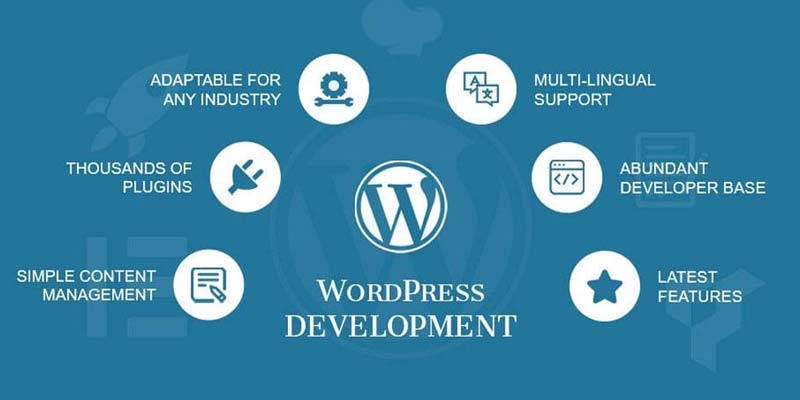 ADAPTABLE FOR
ANY INDUSTRY
MULTI-LINGUAL
SUPPORT
THOUSANDS OF
PLUGINS
ABUNDANT
DEVELOPER BASE
SIMPLE CONTENT
MANAGEMENT
LATEST
FEATURES
W
WORDPRESS
DEVELOPMENT